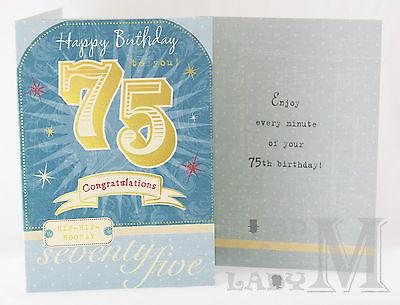 Happy Birthday
to you!
75
Congratulations
HIP-HIP-
HOORAY
seventy
five
Enjoy
every minute
of your
75th birthday!
LADY M